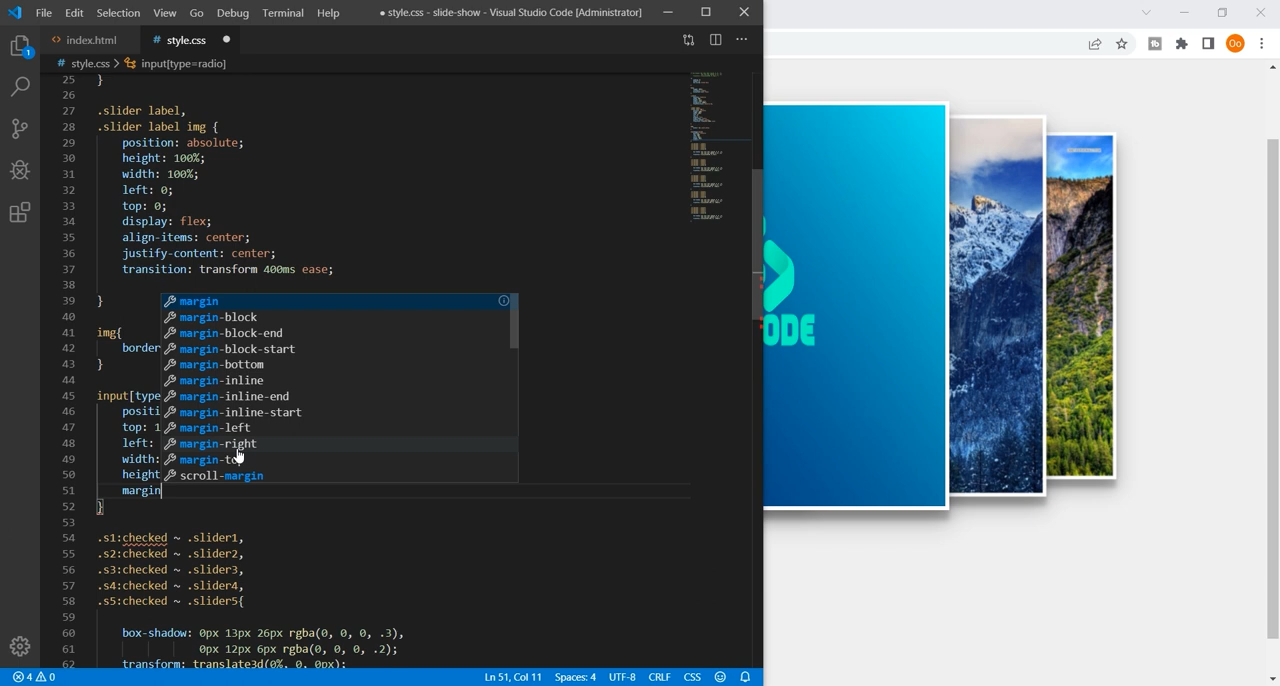 File Edit Selection View Go Debug Terminal Help
● style.css - slide-show - Visual Studio Code [Administrator]
<> index.html
# style.css ●
# style.css > input[type=radio]
Oo
1
25 }
26
27 .slider label,
28 .slider label img {
29 position: absolute;
30 height: 100%;
31 width: 100%;
32 left: 0;
33 top: 0;
34 display: flex;
35 align-items: center;
36 justify-content: center;
37 transition: transform 400ms ease;
38
39 }
40
41 img{
42 border
43 }
44
45 input[type
46 positi
47 top: 1
48 left:
49 width:
50 height
51 margin
52 }
53
54 .s1:checked ~ .slider1,
55 .s2:checked ~ .slider2,
56 .s3:checked ~ .slider3,
57 .s4:checked ~ .slider4,
58 .s5:checked ~ .slider5{
59
60 box-shadow: 0px 13px 26px rgba(0, 0, 0, .3),
61 0px 12px 6px rgba(0, 0, 0, .2);
62 transform: translate3d(0%, 0, 0px);
margin
margin-block
margin-block-end
margin-block-start
margin-bottom
margin-inline
margin-inline-end
margin-inline-start
margin-left
margin-right
margin-top
scroll-margin
ODE
4 0
Ln 51, Col 11 Spaces: 4 UTF-8 CRLF CSS